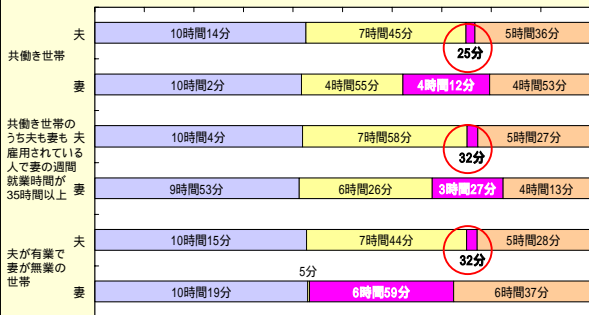 夫 10時間14分 7時間45分 25分 5時間36分
共働き世帯
妻 10時間2分 4時間55分 4時間12分 4時間53分
共働き世帯の
うち夫も妻も
雇用されている
人で妻の週間
就業時間が
35時間以上
夫 10時間4分 7時間58分 32分 5時間27分
妻 9時間53分 6時間26分 3時間27分 4時間13分
夫が有業で
妻が無業の
世帯
夫 10時間15分 7時間44分 32分 5時間28分
妻 10時間19分 5分 6時間59分 6時間37分